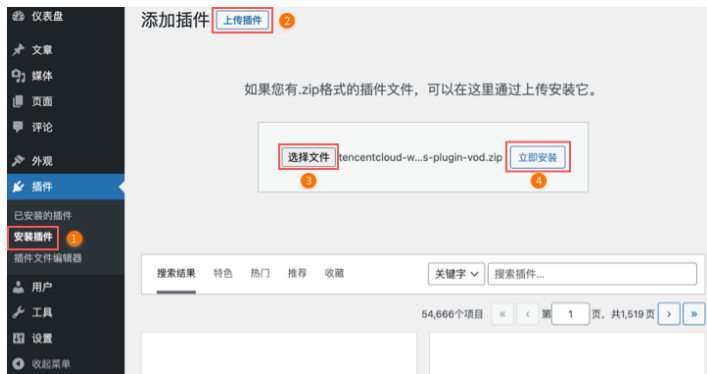 仪表盘
文章
媒体
页面
评论
外观
插件
已安装的插件
安装插件 1
插件文件编辑器
用户
工具
设置
收起菜单
添加插件 上传插件 2
如果您有.zip格式的插件文件，可以在这里通过上传安装它。
选择文件 tencentcloud-w...s-plugin-vod.zip 立即安装
3 4
搜索结果 特色 热门 推荐 收藏 关键字 搜索插件...
54,666个项目 « ‹ 第 1 页，共1,519页 › »